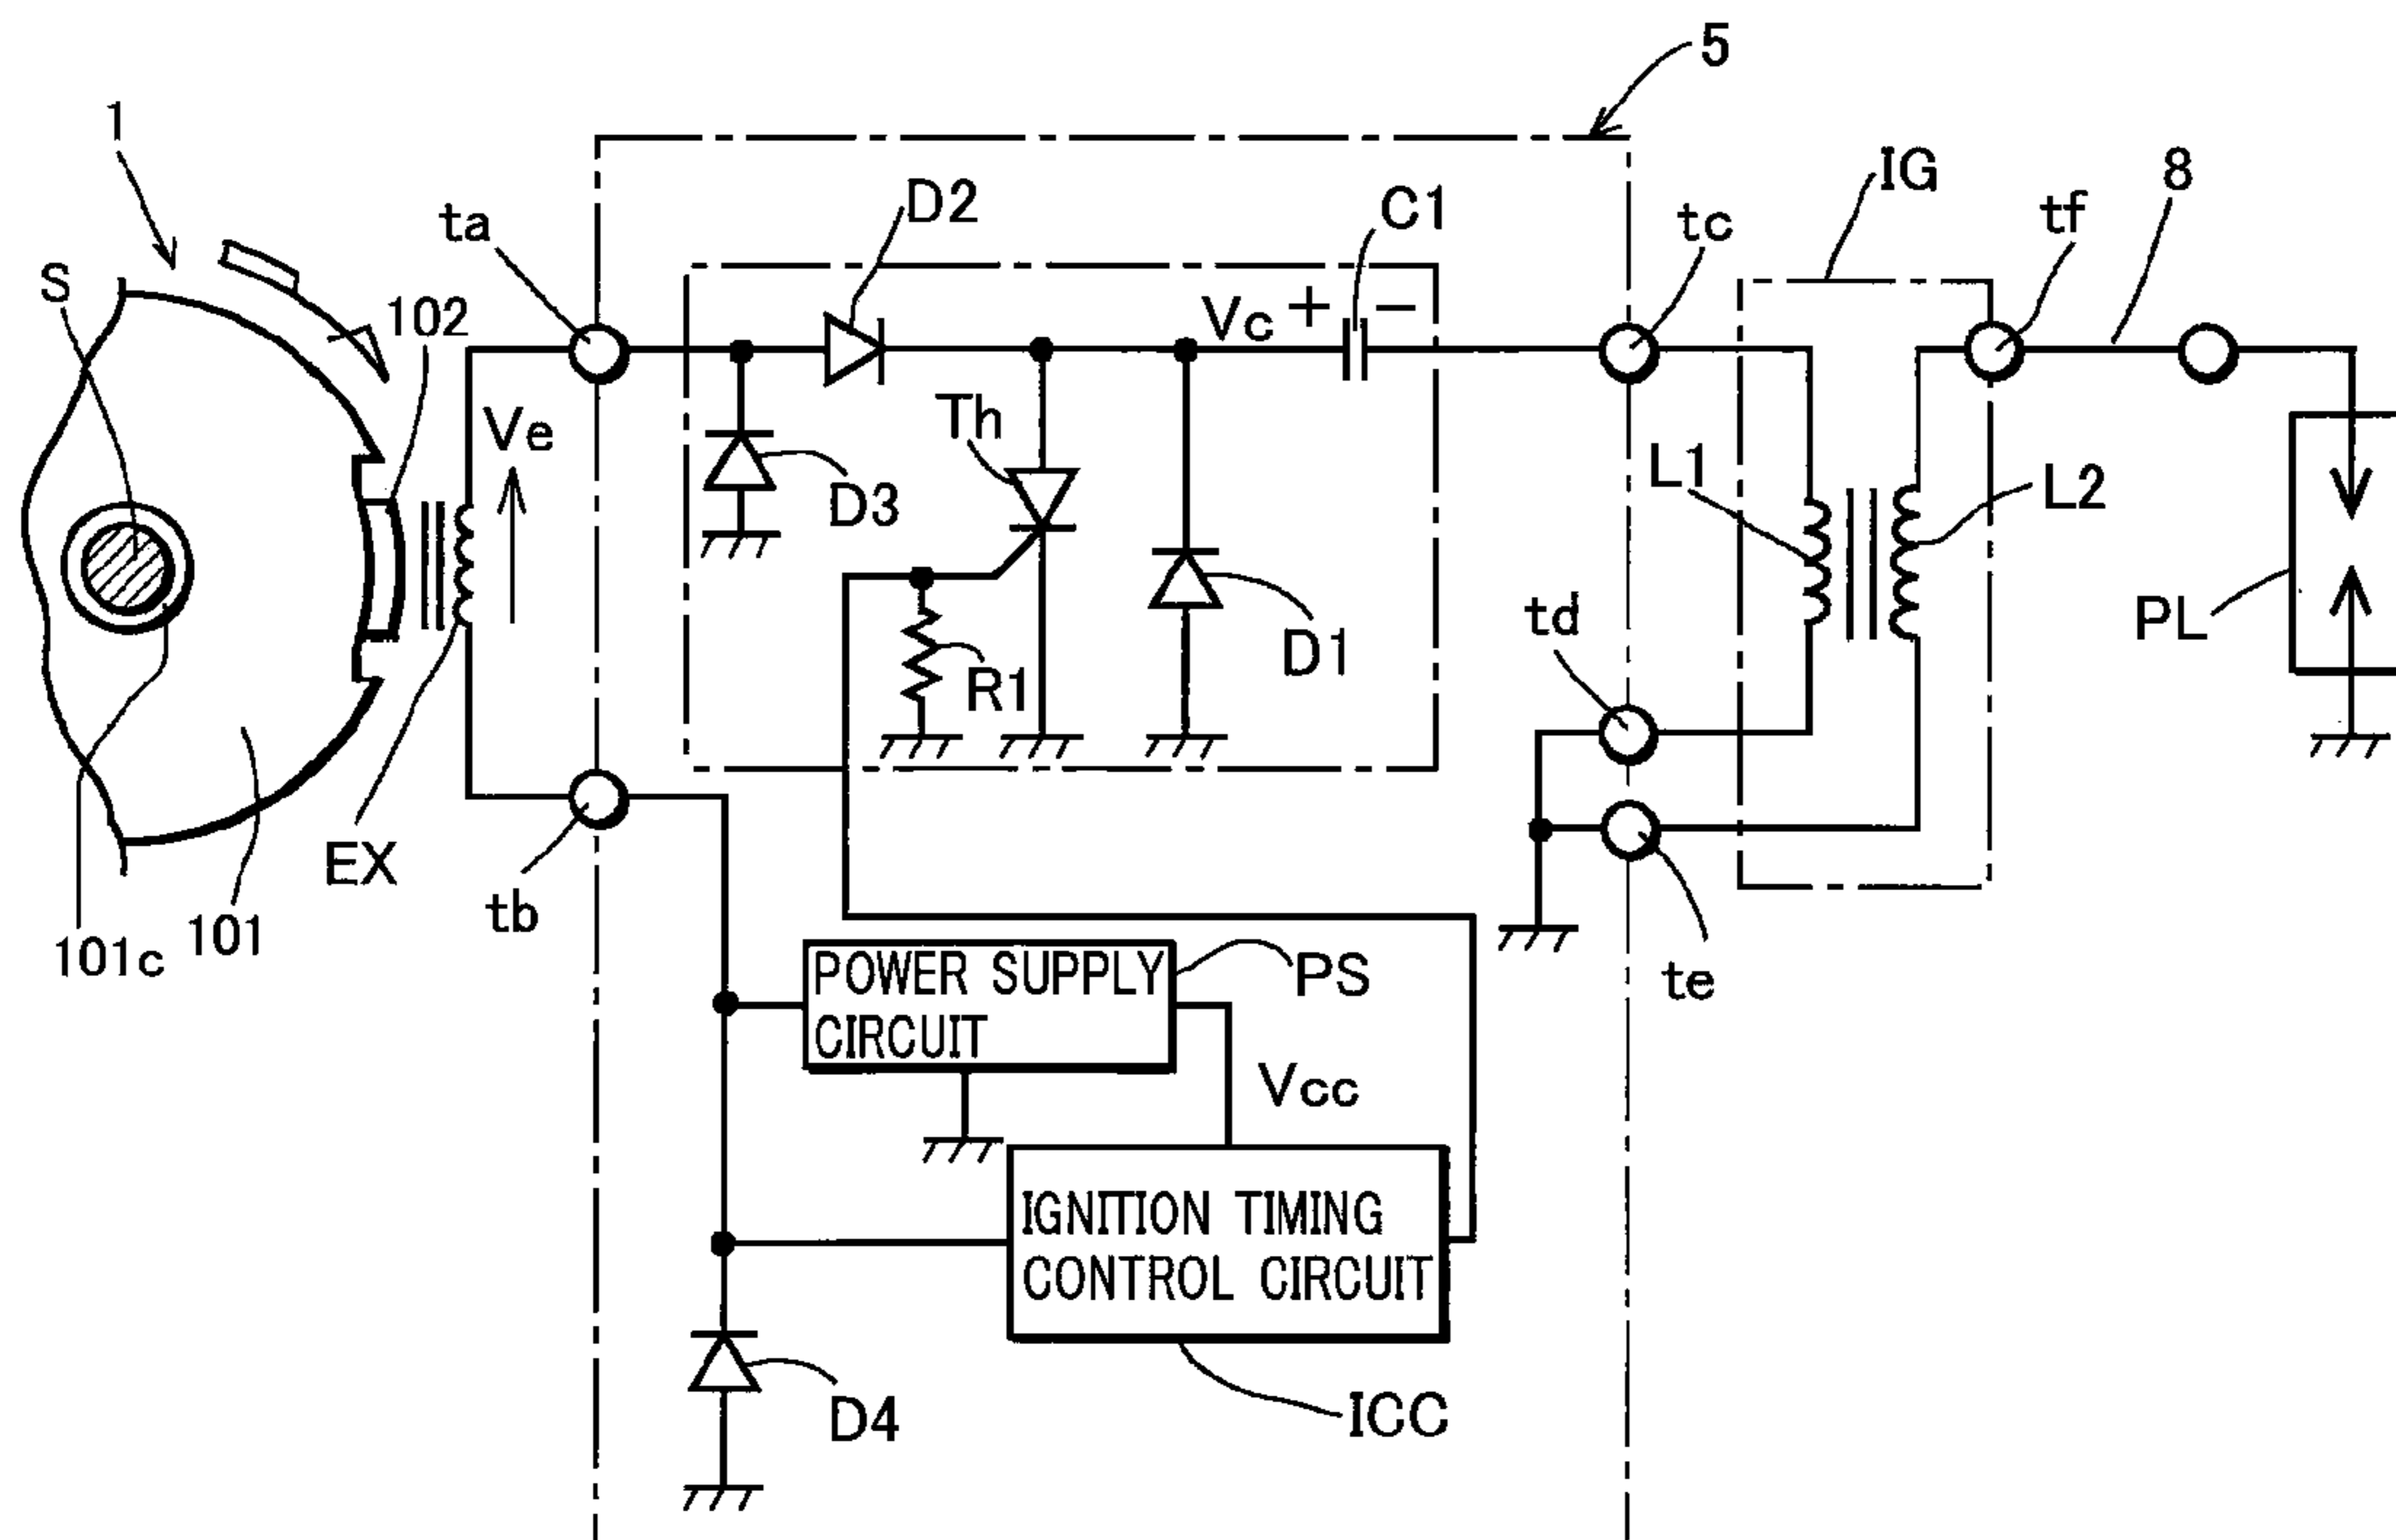 5
1
IG
8
D2
C1
ta
tc
tf
S
102
Vc + −
Ve
Th
L1
L2
D3
td
PL
D1
R1
EX
tb
101c
101
POWER SUPPLY
CIRCUIT
PS
te
Vcc
IGNITION TIMING
CONTROL CIRCUIT
D4
ICC